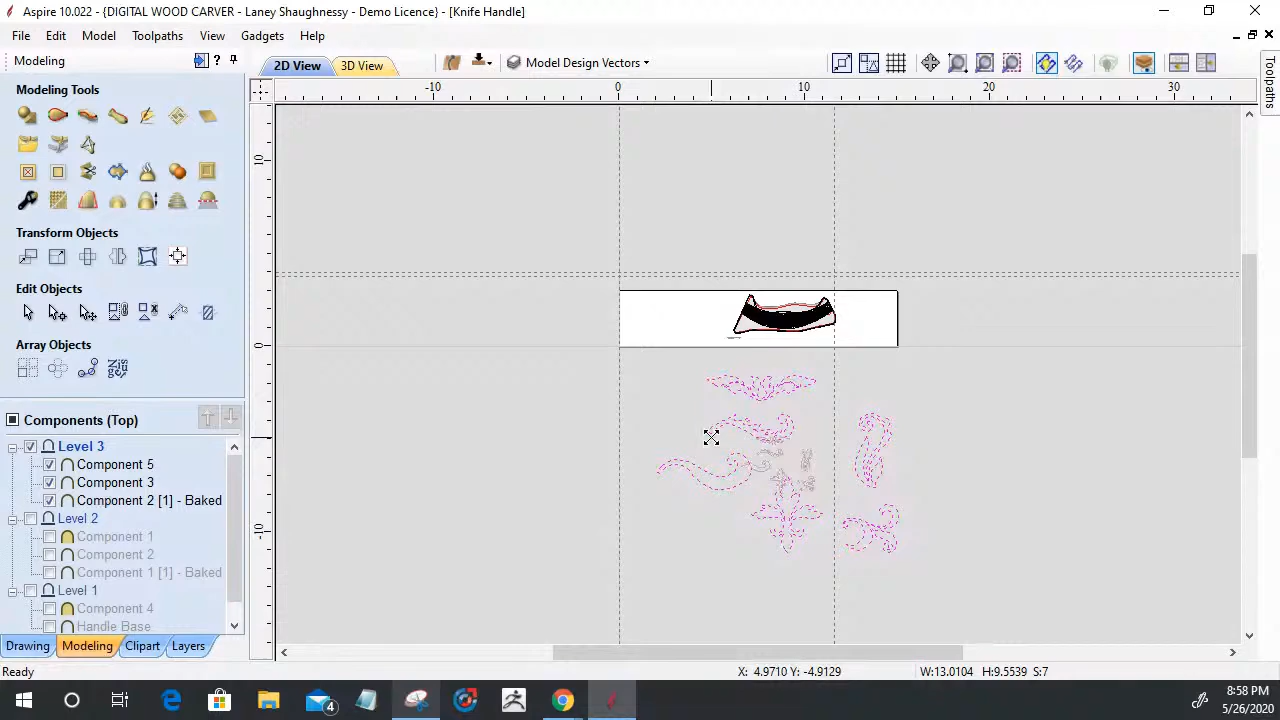 Aspire 10.022 - {DIGITAL WOOD CARVER - Laney Shaughnessy - Demo Licence} - [Knife Handle]
File Edit Model Toolpaths View Gadgets Help
Modeling
2D View 3D View
Model Design Vectors
Toolpaths
Modeling Tools
Transform Objects
Edit Objects
Array Objects
-10 0 10 20 30
10
0
-10
Components (Top)
Level 3
Component 5
Component 3
Component 2 [1] - Baked
Level 2
Component 1
Component 2
Component 1 [1] - Baked
Level 1
Component 4
Handle Base
Drawing Modeling Clipart Layers
Ready
X: 4.9710 Y: -4.9129
W:13.0104 H:9.5539 S:7
4
8:58 PM
5/26/2020